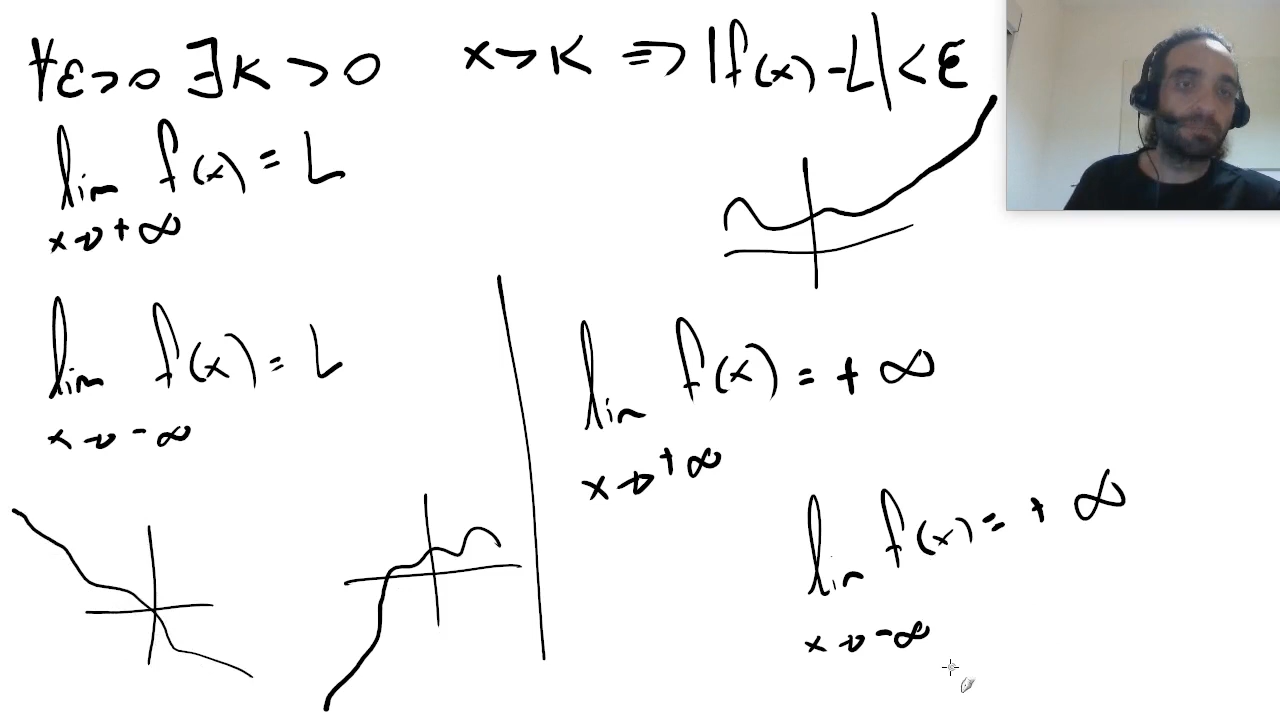 ∀ε>0 ∃K>0 x>K ⇒ |f(x)-L|<ε
lim f(x) = L
x→+∞
lim f(x) = L
x→-∞
lim f(x) = +∞
x→+∞
lim f(x) = +∞
x→-∞